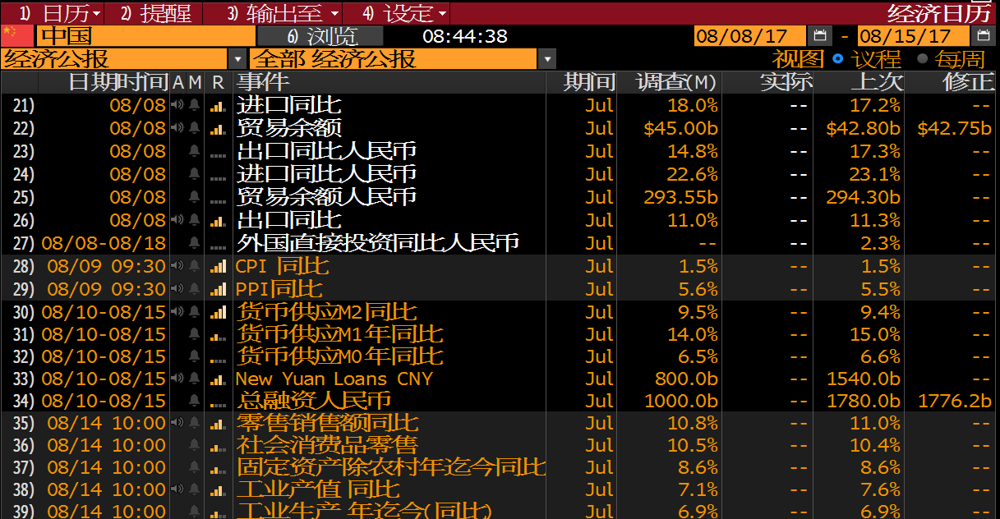 1) 日历 2) 提醒 3) 输出至 4) 设定 经济日历
中国 6) 浏览 08:44:38 08/08/17 - 08/15/17
经济公报 全部 经济公报 视图 议程 每周
日期时间 A M R 事件 期间 调查(M) 实际 上次 修正
21) 08/08 进口同比 Jul 18.0% -- 17.2% --
22) 08/08 贸易余额 Jul $45.00b -- $42.80b $42.75b
23) 08/08 出口同比人民币 Jul 14.8% -- 17.3% --
24) 08/08 进口同比人民币 Jul 22.6% -- 23.1% --
25) 08/08 贸易余额人民币 Jul 293.55b -- 294.30b --
26) 08/08 出口同比 Jul 11.0% -- 11.3% --
27) 08/08-08/18 外国直接投资同比人民币 Jul -- -- 2.3% --
28) 08/09 09:30 CPI 同比 Jul 1.5% -- 1.5% --
29) 08/09 09:30 PPI同比 Jul 5.6% -- 5.5% --
30) 08/10-08/15 货币供应M2同比 Jul 9.5% -- 9.4% --
31) 08/10-08/15 货币供应M1年同比 Jul 14.0% -- 15.0% --
32) 08/10-08/15 货币供应M0年同比 Jul 6.5% -- 6.6% --
33) 08/10-08/15 New Yuan Loans CNY Jul 800.0b -- 1540.0b --
34) 08/10-08/15 总融资人民币 Jul 1000.0b -- 1780.0b 1776.2b
35) 08/14 10:00 零售销售额同比 Jul 10.8% -- 11.0% --
36) 08/14 10:00 社会消费品零售 Jul 10.5% -- 10.4% --
37) 08/14 10:00 固定资产除农村年迄今同比 Jul 8.6% -- 8.6% --
38) 08/14 10:00 工业产值 同比 Jul 7.1% -- 7.6% --
39) 08/14 10:00 工业生产 年迄今(同比) Jul 6.9% -- 6.9% --